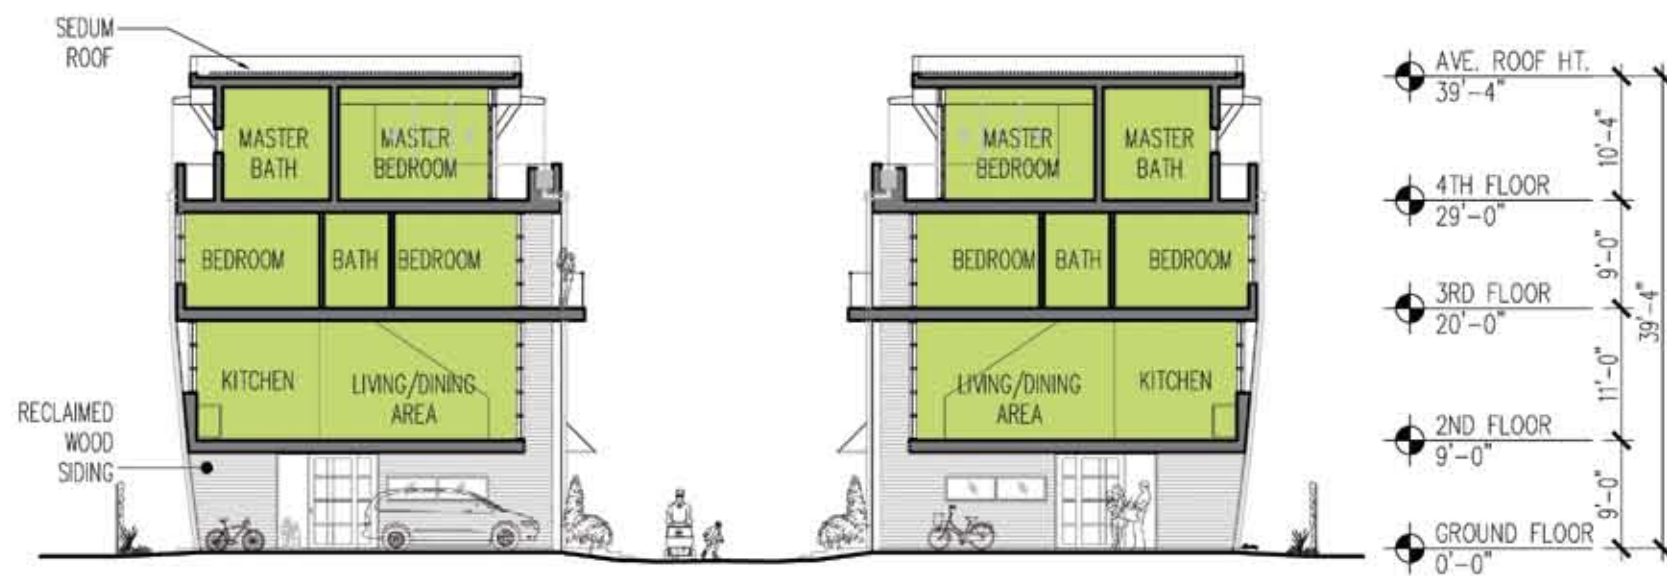 SEDUM
ROOF
MASTER
BATH
MASTER
BEDROOM
BEDROOM
BATH
BEDROOM
KITCHEN
LIVING/DINING
AREA
RECLAIMED
WOOD
SIDING
MASTER
BEDROOM
MASTER
BATH
BEDROOM
BATH
BEDROOM
LIVING/DINING
AREA
KITCHEN
AVE. ROOF HT.
39'-4"
10'-4"
4TH FLOOR
29'-0"
9'-0"
3RD FLOOR
20'-0"
39'-4"
11'-0"
2ND FLOOR
9'-0"
9'-0"
GROUND FLOOR
0'-0"